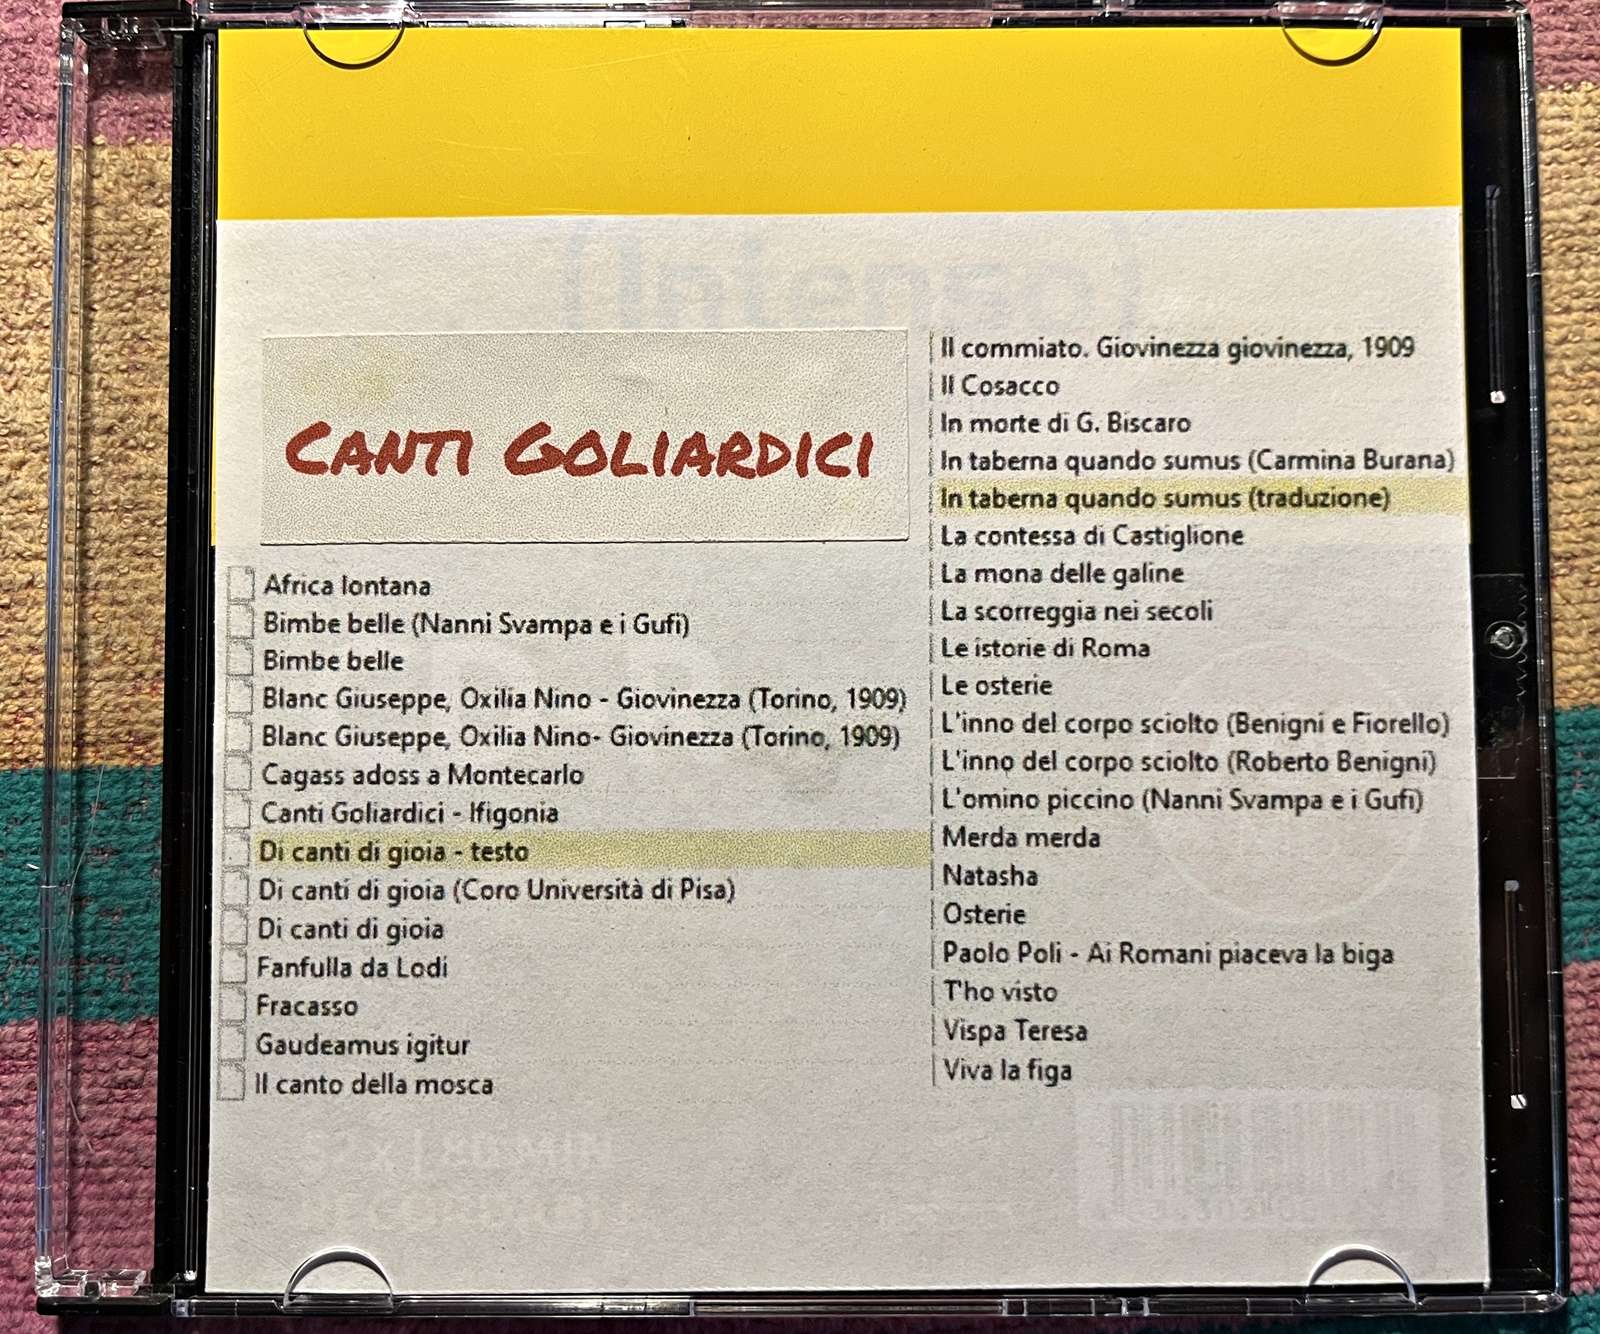 Canti Goliardici
Africa lontana
Bimbe belle (Nanni Svampa e i Gufi)
Bimbe belle
Blanc Giuseppe, Oxilia Nino - Giovinezza (Torino, 1909)
Blanc Giuseppe, Oxilia Nino- Giovinezza (Torino, 1909)
Cagass adoss a Montecarlo
Canti Goliardici - Ifigonia
Di canti di gioia - testo
Di canti di gioia (Coro Università di Pisa)
Di canti di gioia
Fanfulla da Lodi
Fracasso
Gaudeamus igitur
Il canto della mosca
Il commiato. Giovinezza giovinezza, 1909
Il Cosacco
In morte di G. Biscaro
In taberna quando sumus (Carmina Burana)
In taberna quando sumus (traduzione)
La contessa di Castiglione
La mona delle galine
La scorreggia nei secoli
Le istorie di Roma
Le osterie
L'inno del corpo sciolto (Benigni e Fiorello)
L'inno del corpo sciolto (Roberto Benigni)
L'omino piccino (Nanni Svampa e i Gufi)
Merda merda
Natasha
Osterie
Paolo Poli - Ai Romani piaceva la biga
T'ho visto
Vispa Teresa
Viva la figa